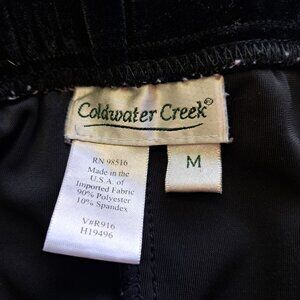 Coldwater Creek®
M
RN 98516
Made in the
U.S.A. of
Imported Fabric
90% Polyester
10% Spandex
V#R916
H19496